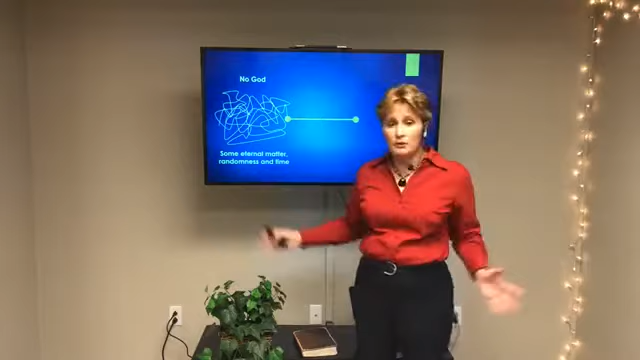 No God
Some eternal matter,
randomness and time